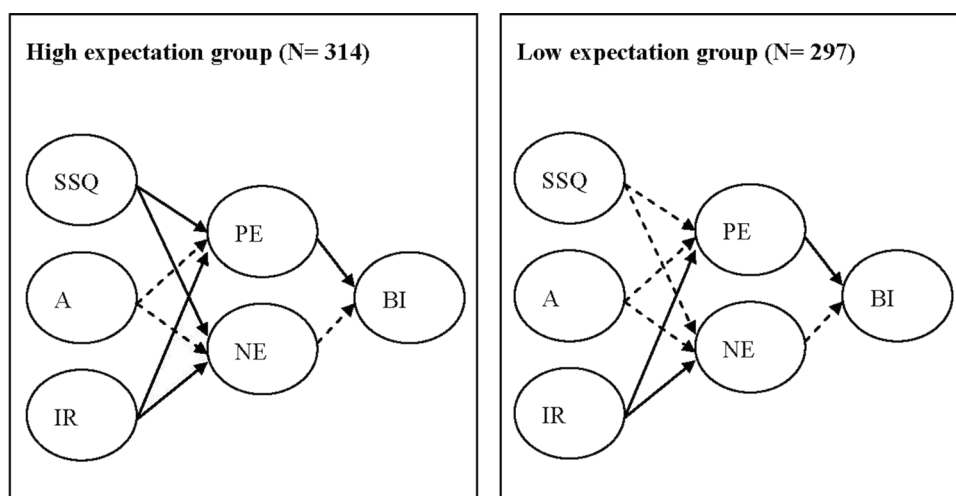 High expectation group (N= 314)
SSQ
PE
A
BI
NE
IR
Low expectation group (N= 297)
SSQ
PE
A
BI
NE
IR